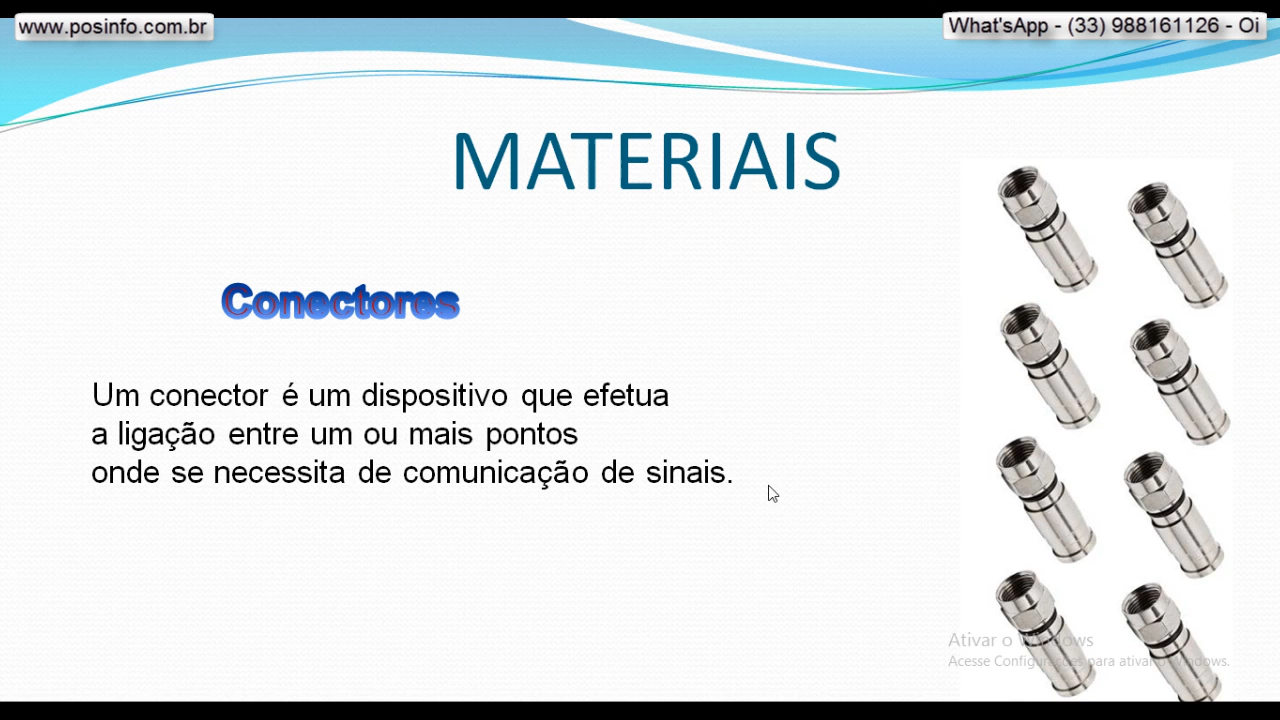 www.posinfo.com.br
What'sApp - (33) 988161126 - Oi
MATERIAIS
Conectores
Um conector é um dispositivo que efetua
a ligação entre um ou mais pontos
onde se necessita de comunicação de sinais.
Ativar o Windows
Acesse Configurações para ativar o Windows.